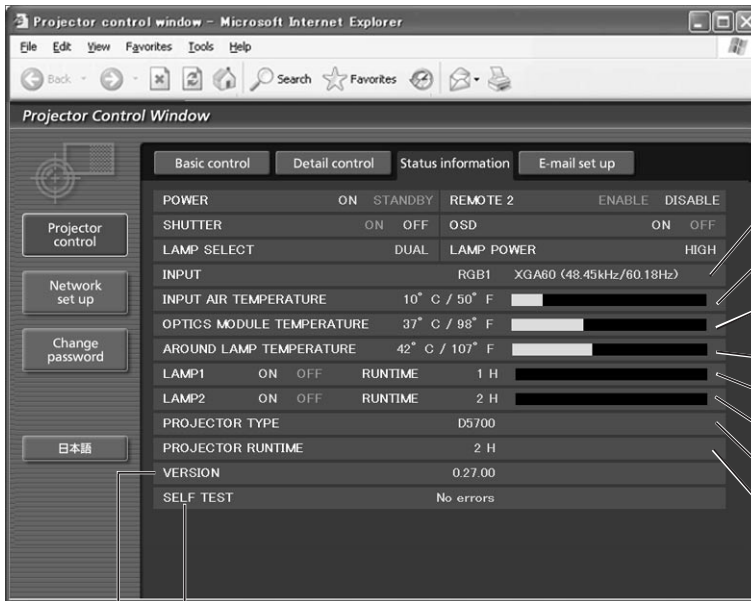 Projector control window - Microsoft Internet Explorer
File Edit View Favorites Tools Help
Back Search Favorites
Projector Control Window
Basic control Detail control Status information E-mail set up
Projector control
Network set up
Change password
日本語
POWER ON STANDBY REMOTE 2 ENABLE DISABLE
SHUTTER ON OFF OSD ON OFF
LAMP SELECT DUAL LAMP POWER HIGH
INPUT RGB1 XGA60 (48.45kHz/60.18Hz)
INPUT AIR TEMPERATURE 10° C / 50° F
OPTICS MODULE TEMPERATURE 37° C / 98° F
AROUND LAMP TEMPERATURE 42° C / 107° F
LAMP1 ON OFF RUNTIME 1 H
LAMP2 ON OFF RUNTIME 2 H
PROJECTOR TYPE D5700
PROJECTOR RUNTIME 2 H
VERSION 0.27.00
SELF TEST No errors